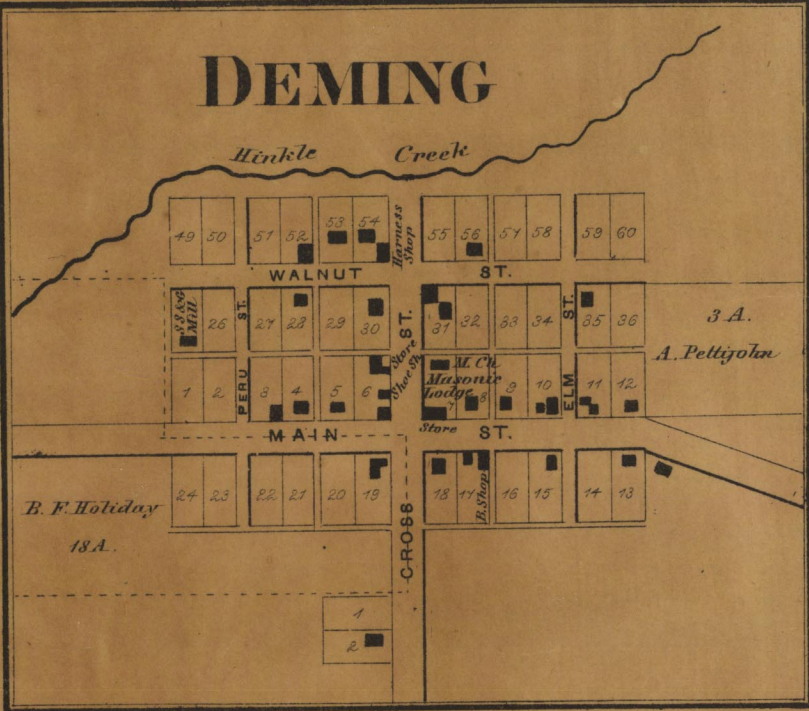 DEMING
Hinkle Creek
49 50 51 52 53 54 Harness Shop 55 56 57 58 59 60
WALNUT ST.
S S & G Mill 26 ST. 27 28 29 30 ST. 31 32 33 34 ST. 35 36
3 A.
A. Pettijohn
1 2 PERU 3 4 5 6 Store Shoe Sh. M. Ch. Masonic Lodge 7 8 9 10 ELM 11 12
Store
MAIN ST.
24 23 22 21 20 19 CROSS 18 17 B. Shop 16 15 14 13
B. F. Holiday
18 A.
1
2